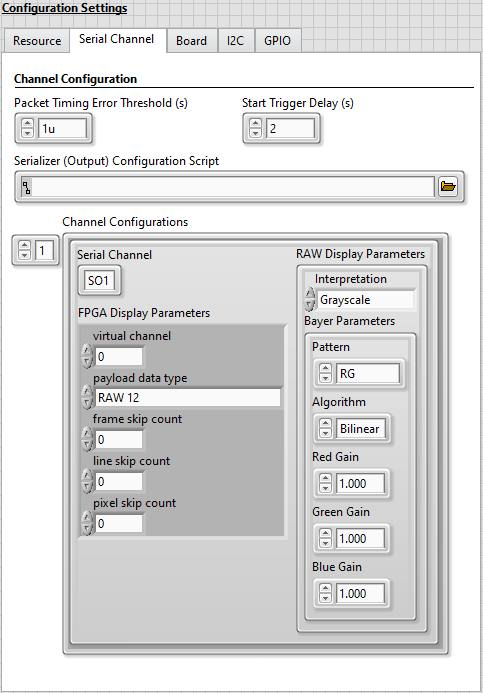 Configuration Settings
Resource Serial Channel Board I2C GPIO
Channel Configuration
Packet Timing Error Threshold (s) Start Trigger Delay (s)
1u 2
Serializer (Output) Configuration Script
Channel Configurations
1
Serial Channel
SO1
FPGA Display Parameters
virtual channel
0
payload data type
RAW 12
frame skip count
0
line skip count
0
pixel skip count
0
RAW Display Parameters
Interpretation
Grayscale
Bayer Parameters
Pattern
RG
Algorithm
Bilinear
Red Gain
1.000
Green Gain
1.000
Blue Gain
1.000